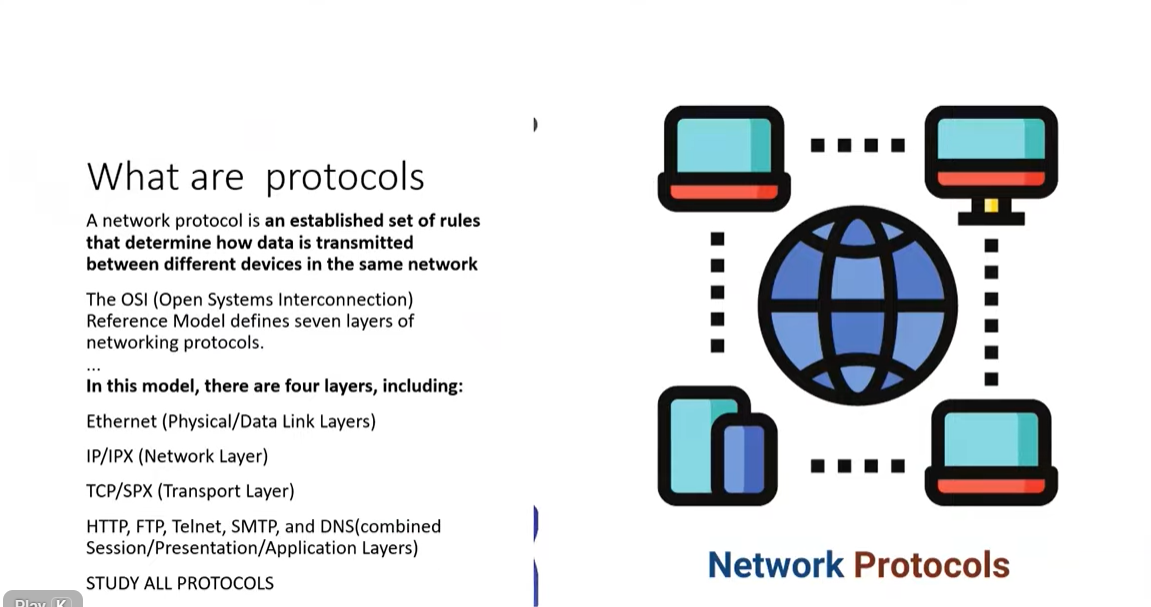 What are  protocols
A network protocol is an established set of rules
that determine how data is transmitted
between different devices in the same network
The OSI (Open Systems Interconnection)
Reference Model defines seven layers of
networking protocols.
...
In this model, there are four layers, including:
Ethernet (Physical/Data Link Layers)
IP/IPX (Network Layer)
TCP/SPX (Transport Layer)
HTTP, FTP, Telnet, SMTP, and DNS(combined
Session/Presentation/Application Layers)
STUDY ALL PROTOCOLS
Play K
Network Protocols